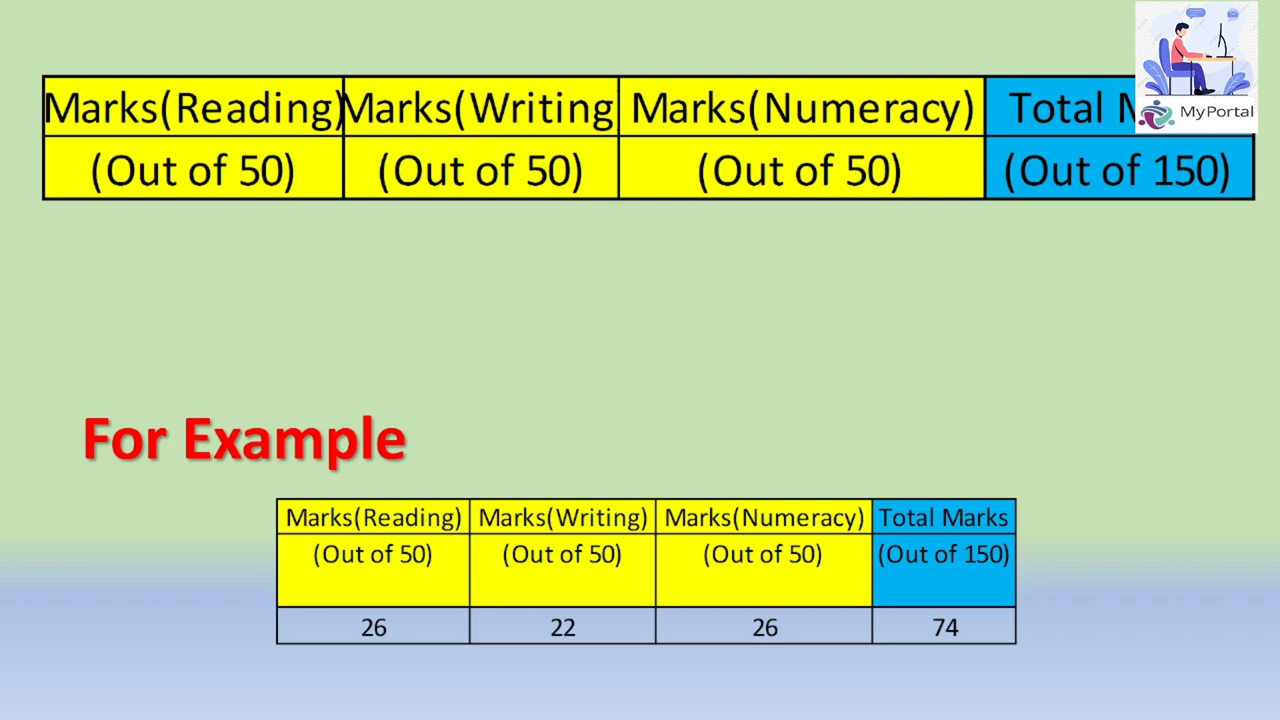 Marks(Reading) Marks(Writing Marks(Numeracy) Total
(Out of 50) (Out of 50) (Out of 50) (Out of 150)
MyPortal
For Example
Marks(Reading) Marks(Writing) Marks(Numeracy) Total Marks
(Out of 50) (Out of 50) (Out of 50) (Out of 150)
26 22 26 74